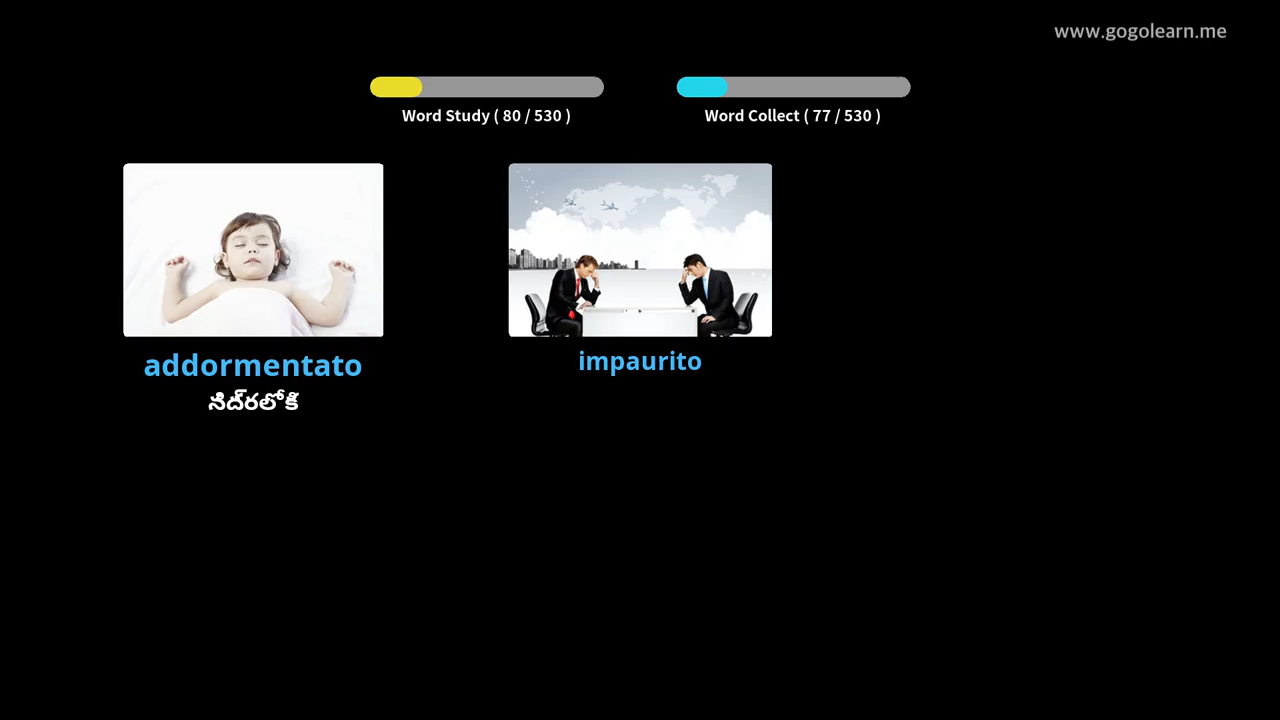 www.gogolearn.me
Word Study ( 80 / 530 )
Word Collect ( 77 / 530 )
addormentato
impaurito
నిద్రలోకి